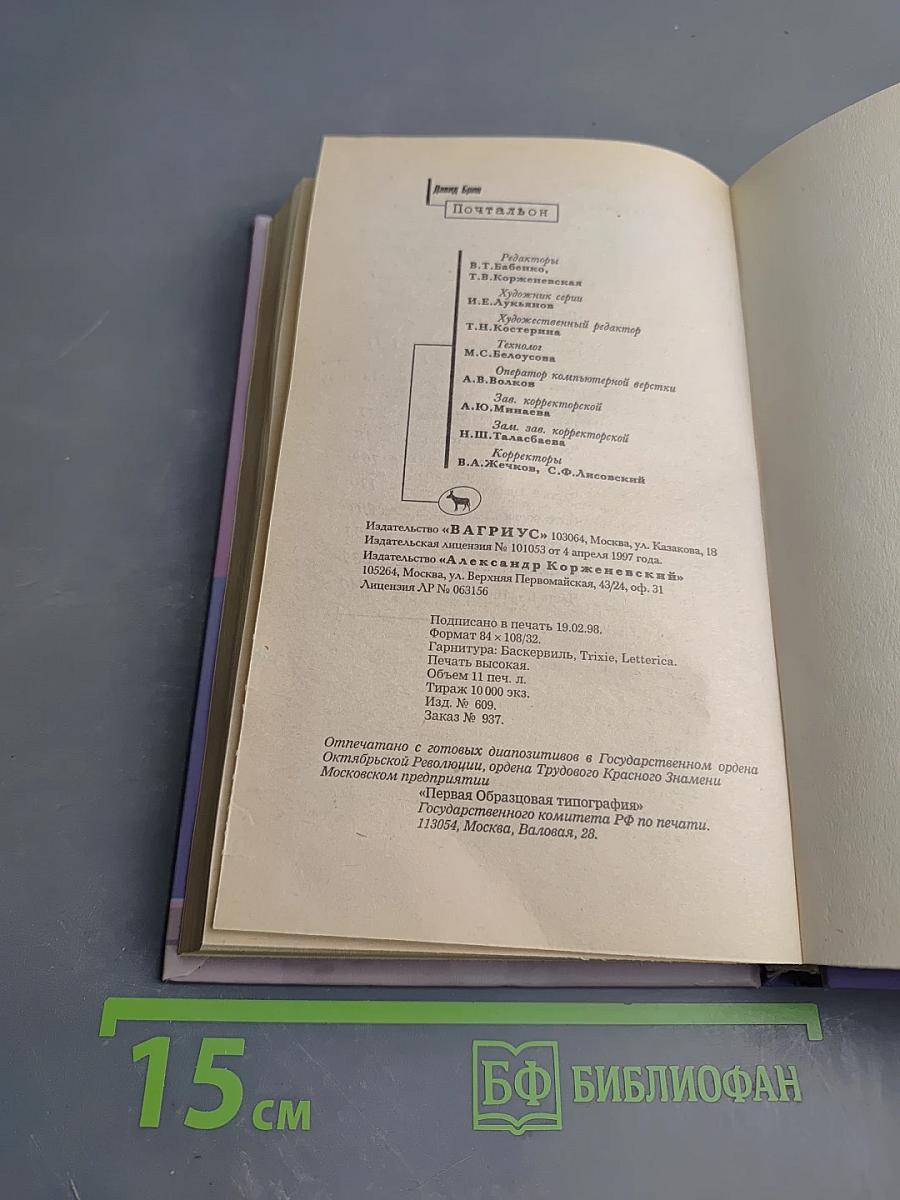 Дэвид Брин
Почтальон
Редакторы
В.Т.Бабенко,
Т.В.Корженевская
Художник серии
И.Е.Лукьянов
Художественный редактор
Т.Н.Костерина
Технолог
М.С.Белоусова
Оператор компьютерной верстки
А.В.Волков
Зав. корректорской
А.Ю.Минаева
Зам. зав. корректорской
Н.Ш.Таласбаева
Корректоры
В.А.Жечков, С.Ф.Лисовский
Издательство «ВАГРИУС» 103064, Москва, ул. Казакова, 18
Издательская лицензия № 101053 от 4 апреля 1997 года.
Издательство «Александр Корженевский»
105264, Москва, ул. Верхняя Первомайская, 43/24, оф. 31
Лицензия ЛР № 063156
Подписано в печать 19.02.98.
Формат 84 × 108/32.
Гарнитура: Баскервиль, Trixie, Letterica.
Печать высокая.
Объем 11 печ. л.
Тираж 10 000 экз.
Изд. № 609.
Заказ № 937.
Отпечатано с готовых диапозитивов в Государственном ордена
Октябрьской Революции, ордена Трудового Красного Знамени
Московском предприятии
«Первая Образцовая типография»
Государственного комитета РФ по печати.
113054, Москва, Валовая, 28.
15 см
БФ БИБЛИОФАН